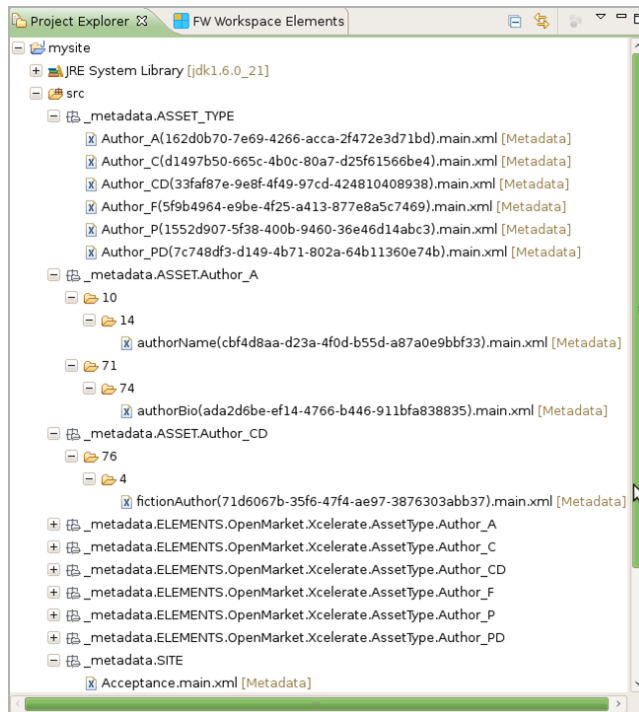 Project Explorer FW Workspace Elements
mysite
JRE System Library [jdk1.6.0_21]
src
_metadata.ASSET_TYPE
Author_A(162d0b70-7e69-4266-acca-2f472e3d71bd).main.xml [Metadata]
Author_C(d1497b50-665c-4b0c-80a7-d25f61566be4).main.xml [Metadata]
Author_CD(33faf87e-9e8f-4f49-97cd-424810408938).main.xml [Metadata]
Author_F(5f9b4964-e9be-4f25-a413-877e8a5c7469).main.xml [Metadata]
Author_P(1552d907-5f38-400b-9460-36e46d14abc3).main.xml [Metadata]
Author_PD(7c748df3-d149-4b71-802a-64b11360e74b).main.xml [Metadata]
_metadata.ASSET.Author_A
10
14
authorName(cbf4d8aa-d23a-4f0d-b55d-a87a0e9bbf33).main.xml [Metadata]
71
74
authorBio(ada2d6be-ef14-4766-b446-911bfa838835).main.xml [Metadata]
_metadata.ASSET.Author_CD
76
4
fictionAuthor(71d6067b-35f6-47f4-ae97-3876303abb37).main.xml [Metadata]
_metadata.ELEMENTS.OpenMarket.Xcelerate.AssetType.Author_A
_metadata.ELEMENTS.OpenMarket.Xcelerate.AssetType.Author_C
_metadata.ELEMENTS.OpenMarket.Xcelerate.AssetType.Author_CD
_metadata.ELEMENTS.OpenMarket.Xcelerate.AssetType.Author_F
_metadata.ELEMENTS.OpenMarket.Xcelerate.AssetType.Author_P
_metadata.ELEMENTS.OpenMarket.Xcelerate.AssetType.Author_PD
_metadata.SITE
Acceptance.main.xml [Metadata]